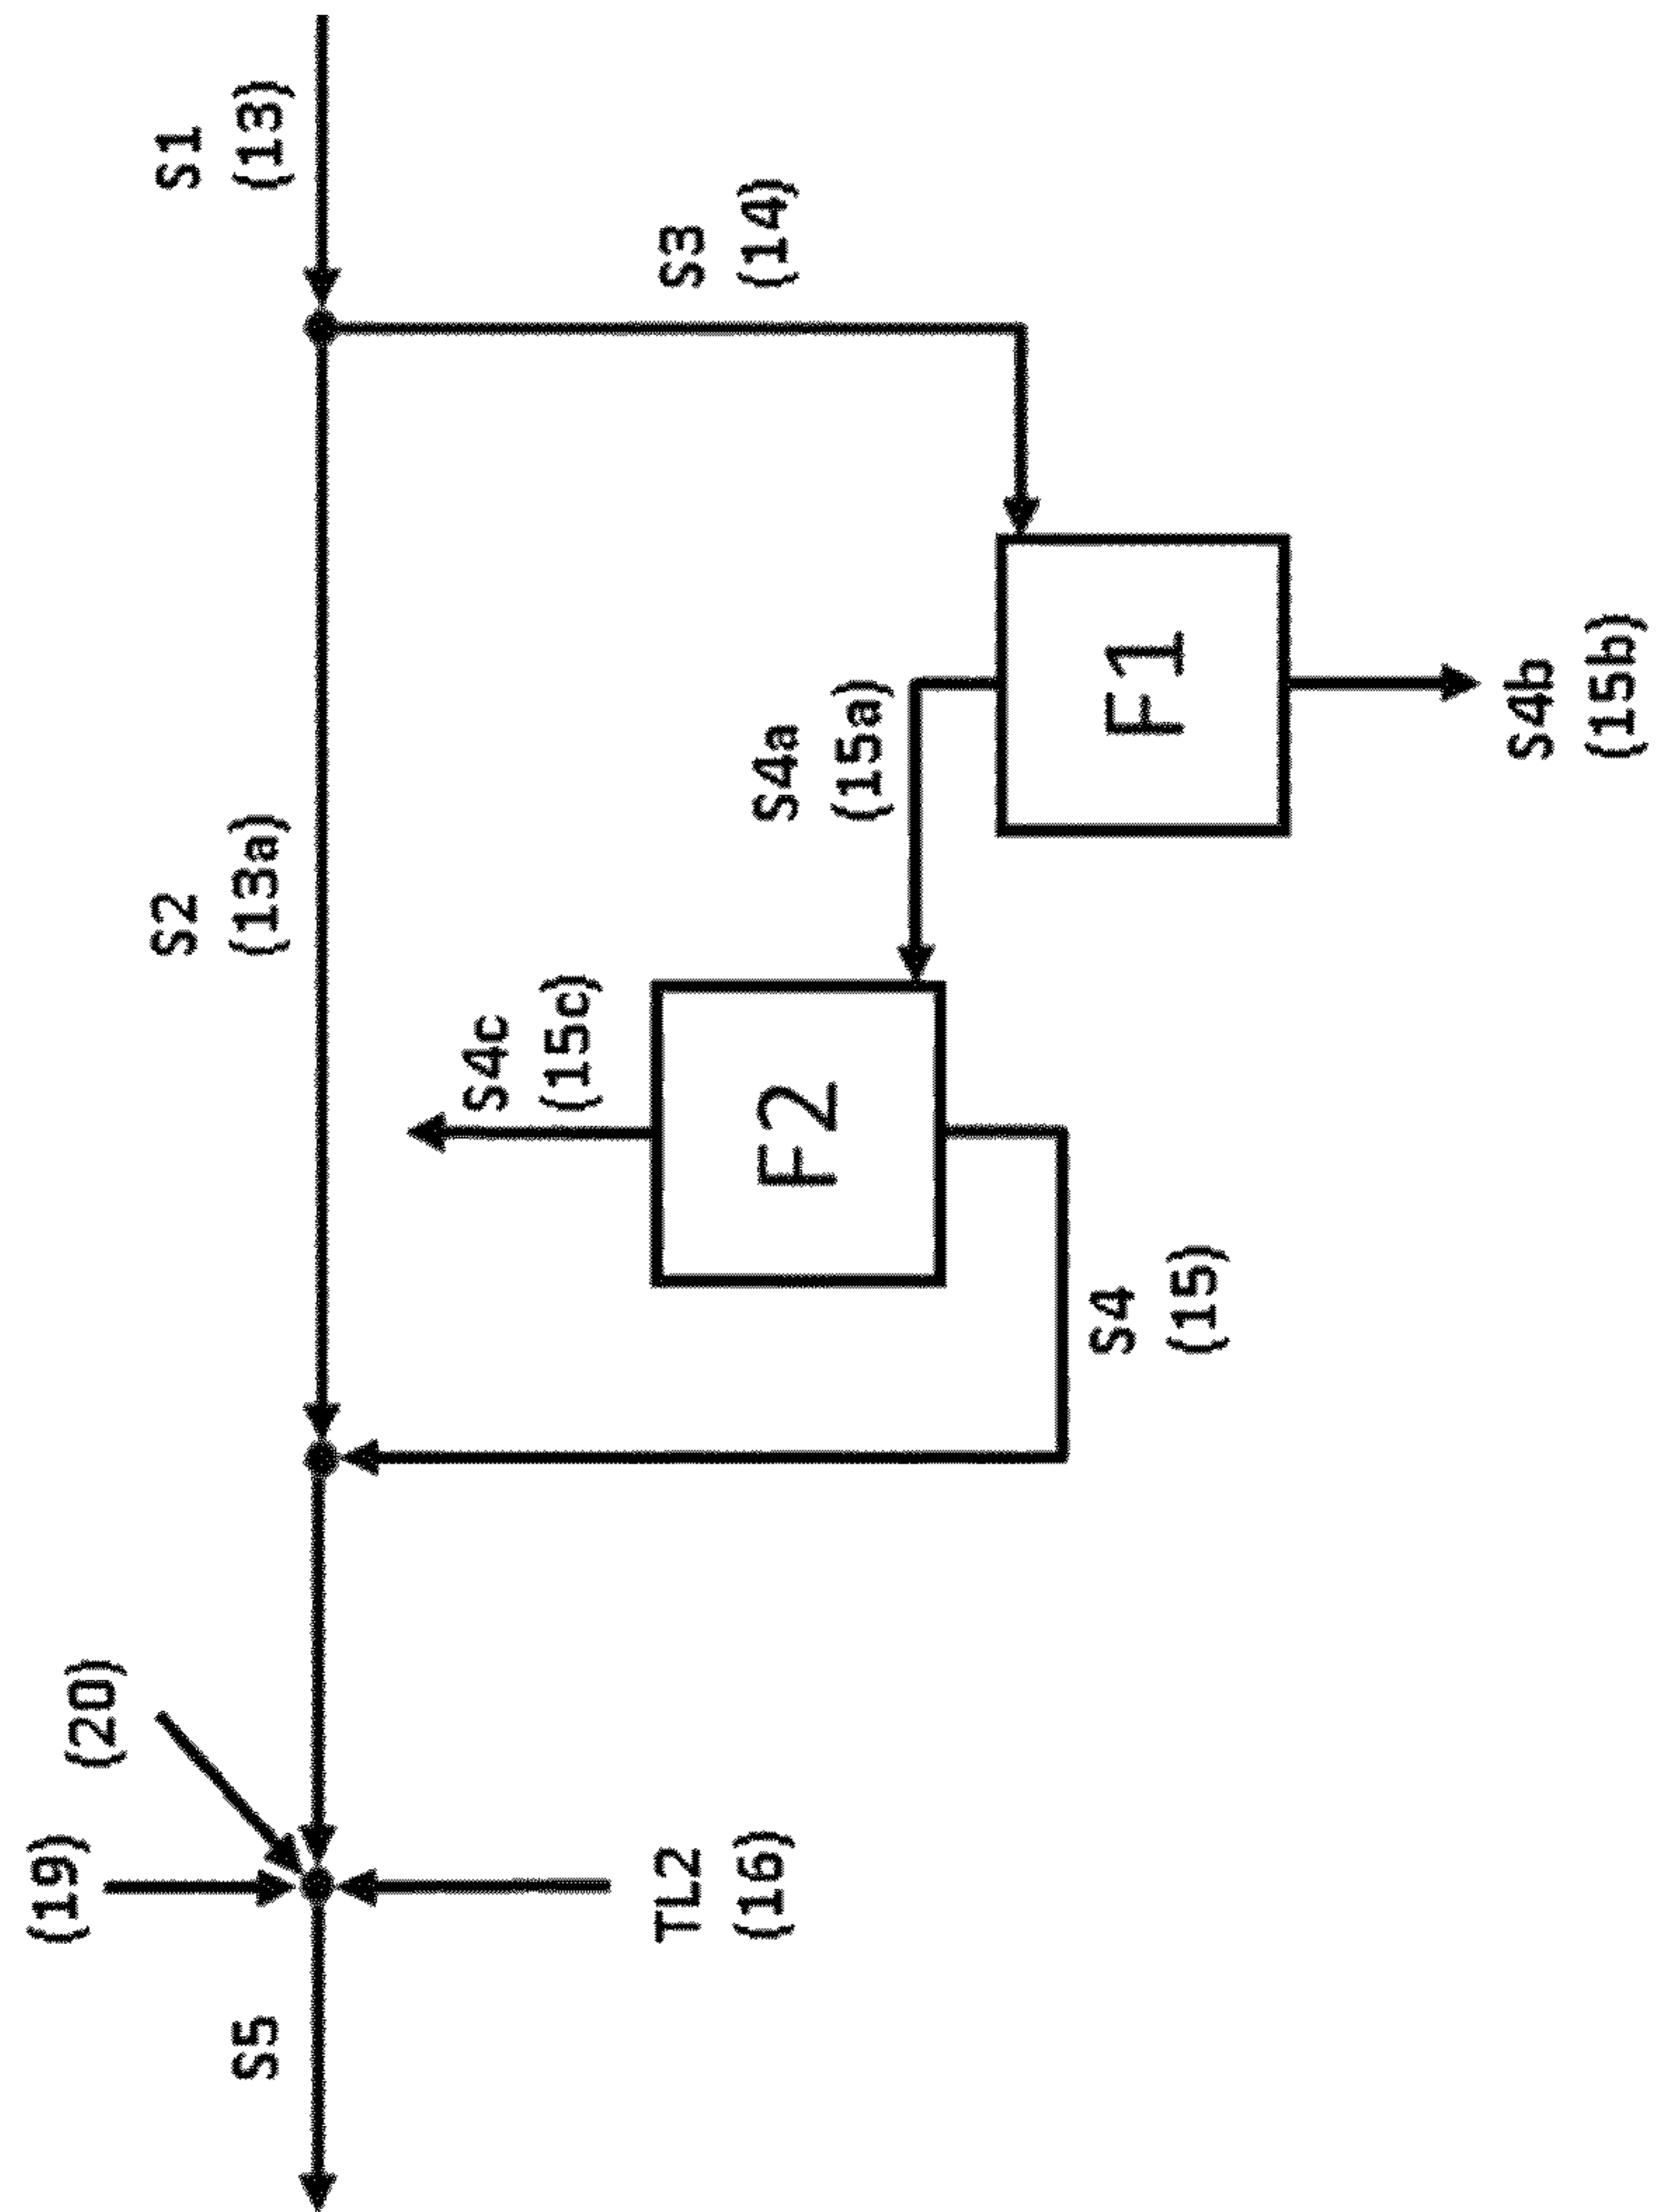 (19)
(20)
S2
(13a)
S1
(13)
S5
S4c
(15c)
TL2
(16)
S3
(14)
S4a
(15a)
F2
F1
S4
(15)
S4b
(15b)